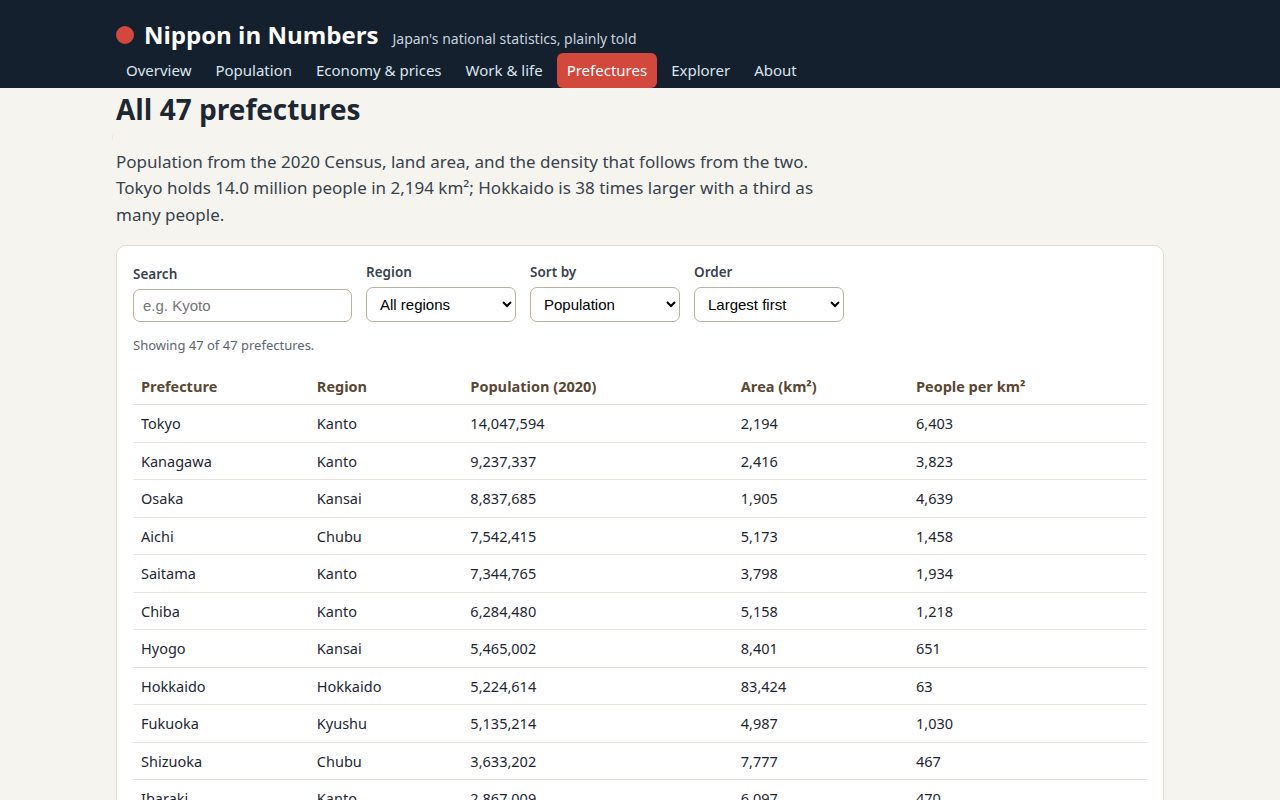 Nippon in Numbers Japan's national statistics, plainly told
Overview Population Economy & prices Work & life Prefectures Explorer About
All 47 prefectures
Population from the 2020 Census, land area, and the density that follows from the two.
Tokyo holds 14.0 million people in 2,194 km²; Hokkaido is 38 times larger with a third as
many people.
Search Region Sort by Order
e.g. Kyoto All regions Population Largest first
Showing 47 of 47 prefectures.
Prefecture Region Population (2020) Area (km²) People per km²
Tokyo Kanto 14,047,594 2,194 6,403
Kanagawa Kanto 9,237,337 2,416 3,823
Osaka Kansai 8,837,685 1,905 4,639
Aichi Chubu 7,542,415 5,173 1,458
Saitama Kanto 7,344,765 3,798 1,934
Chiba Kanto 6,284,480 5,158 1,218
Hyogo Kansai 5,465,002 8,401 651
Hokkaido Hokkaido 5,224,614 83,424 63
Fukuoka Kyushu 5,135,214 4,987 1,030
Shizuoka Chubu 3,633,202 7,777 467
Ibaraki Kanto 2,867,009 6,097 470